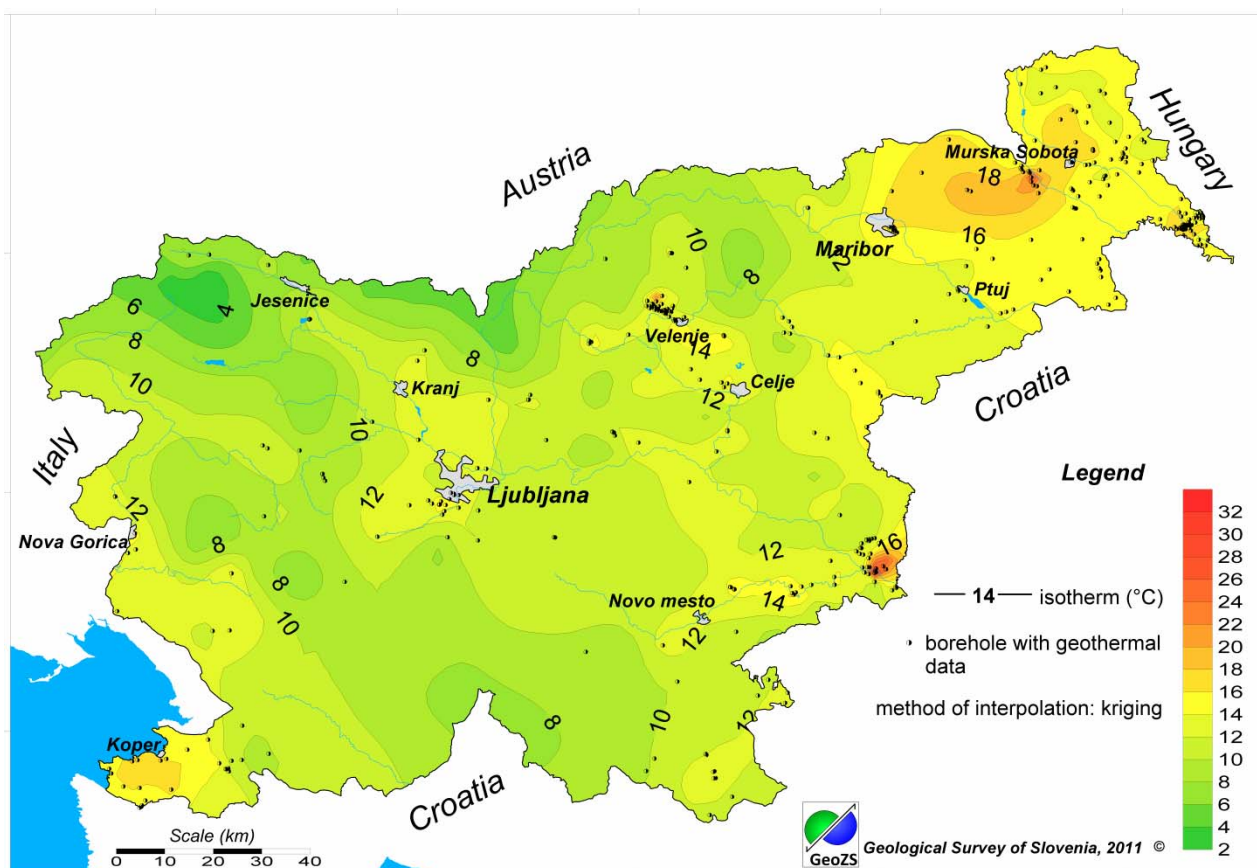 Austria
Hungary
Murska Sobota
18
16
10
8
Maribor
12
Ptuj
6
4
Jesenice
8
8
Velenje
14
10
Kranj
12
Celje
Croatia
10
Italy
Legend
12
Ljubljana
12
Nova Gorica
8
12
16
8
Novo mesto
14
— 14 — isotherm (°C)
10
12
borehole with geothermal
data
method of interpolation: kriging
8
10
12
Koper
Croatia
32
30
28
26
24
22
20
18
16
14
12
10
8
6
4
2
Scale (km)
0 10 20 30 40
GeoZS
Geological Survey of Slovenia, 2011 ©